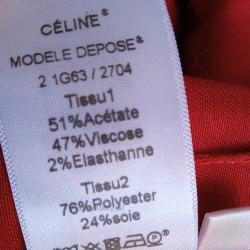 CÉLINE®
MODELE DEPOSE®
2 1G63 / 2704
Tissu1
51%Acétate
47%Viscose
2%Elasthanne
Tissu2
76%Polyester
24%soie